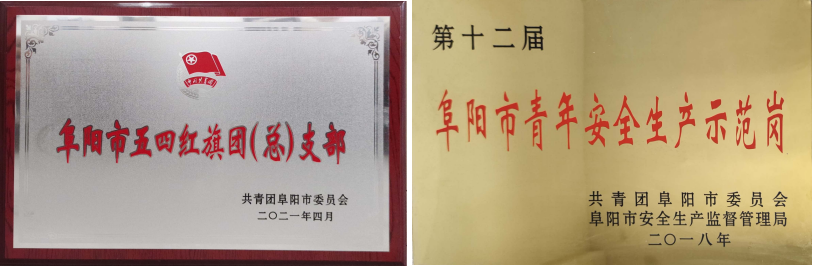 阜阳市五四红旗团(总)支部
共青团阜阳市委员会
二〇二一年四月
第十二届
阜阳市青年安全生产示范岗
共青团阜阳市委员会
阜阳市安全生产监督管理局
二〇一八年